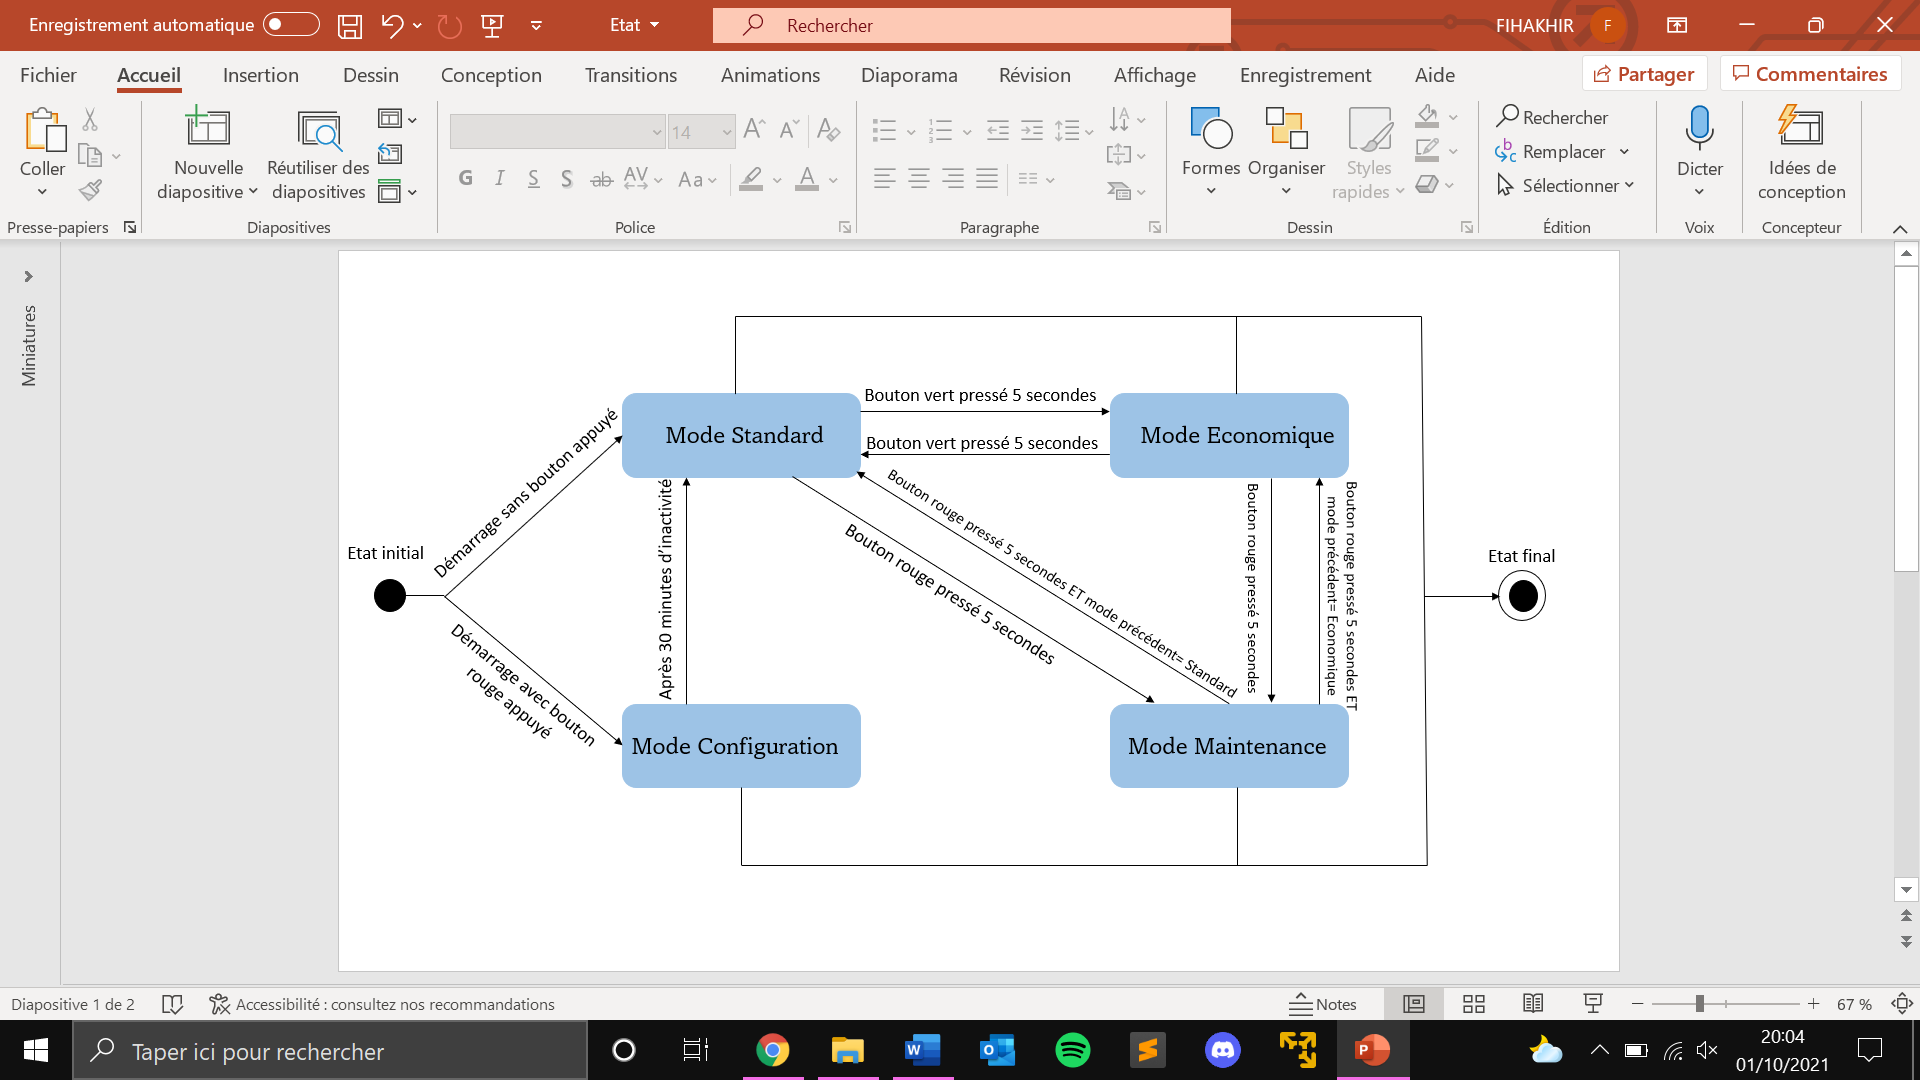 Enregistrement automatique
Etat
Rechercher
FIHAKHIR
F
Fichier
Accueil
Insertion
Dessin
Conception
Transitions
Animations
Diaporama
Révision
Affichage
Enregistrement
Aide
Partager
Commentaires
Coller
Presse-papiers
Nouvelle
diapositive
Réutiliser des
diapositives
Diapositives
14
G I S S ab AV Aa A
Police
Paragraphe
Formes
Organiser
Styles
rapides
Dessin
Rechercher
Remplacer
Sélectionner
Édition
Dicter
Voix
Idées de
conception
Concepteur
Miniatures
Bouton vert pressé 5 secondes
Mode Standard
Mode Economique
Bouton vert pressé 5 secondes
Démarrage sans bouton appuyé
Etat initial
Démarrage avec bouton
rouge appuyé
Après 30 minutes d'inactivité
Bouton rouge pressé 5 secondes ET mode précédent= Standard
Bouton rouge pressé 5 secondes
Bouton rouge pressé 5 secondes
Bouton rouge pressé 5 secondes ET
mode précédent= Economique
Etat final
Mode Configuration
Mode Maintenance
Diapositive 1 de 2
Accessibilité : consultez nos recommandations
Notes
67 %
Taper ici pour rechercher
20:04
01/10/2021